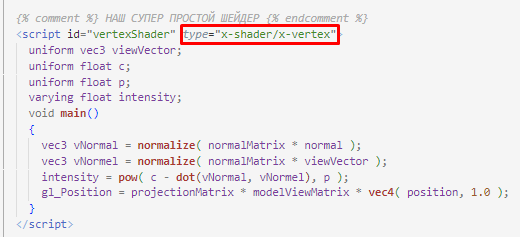 {% comment %} НАШ СУПЕР ПРОСТОЙ ШЕЙДЕР {% endcomment %}
<script id="vertexShader" type="x-shader/x-vertex">
uniform vec3 viewVector;
uniform float c;
uniform float p;
varying float intensity;
void main()
{
vec3 vNormal = normalize( normalMatrix * normal );
vec3 vNormel = normalize( normalMatrix * viewVector );
intensity = pow( c - dot(vNormal, vNormel), p );
gl_Position = projectionMatrix * modelViewMatrix * vec4( position, 1.0 );
}
</script>